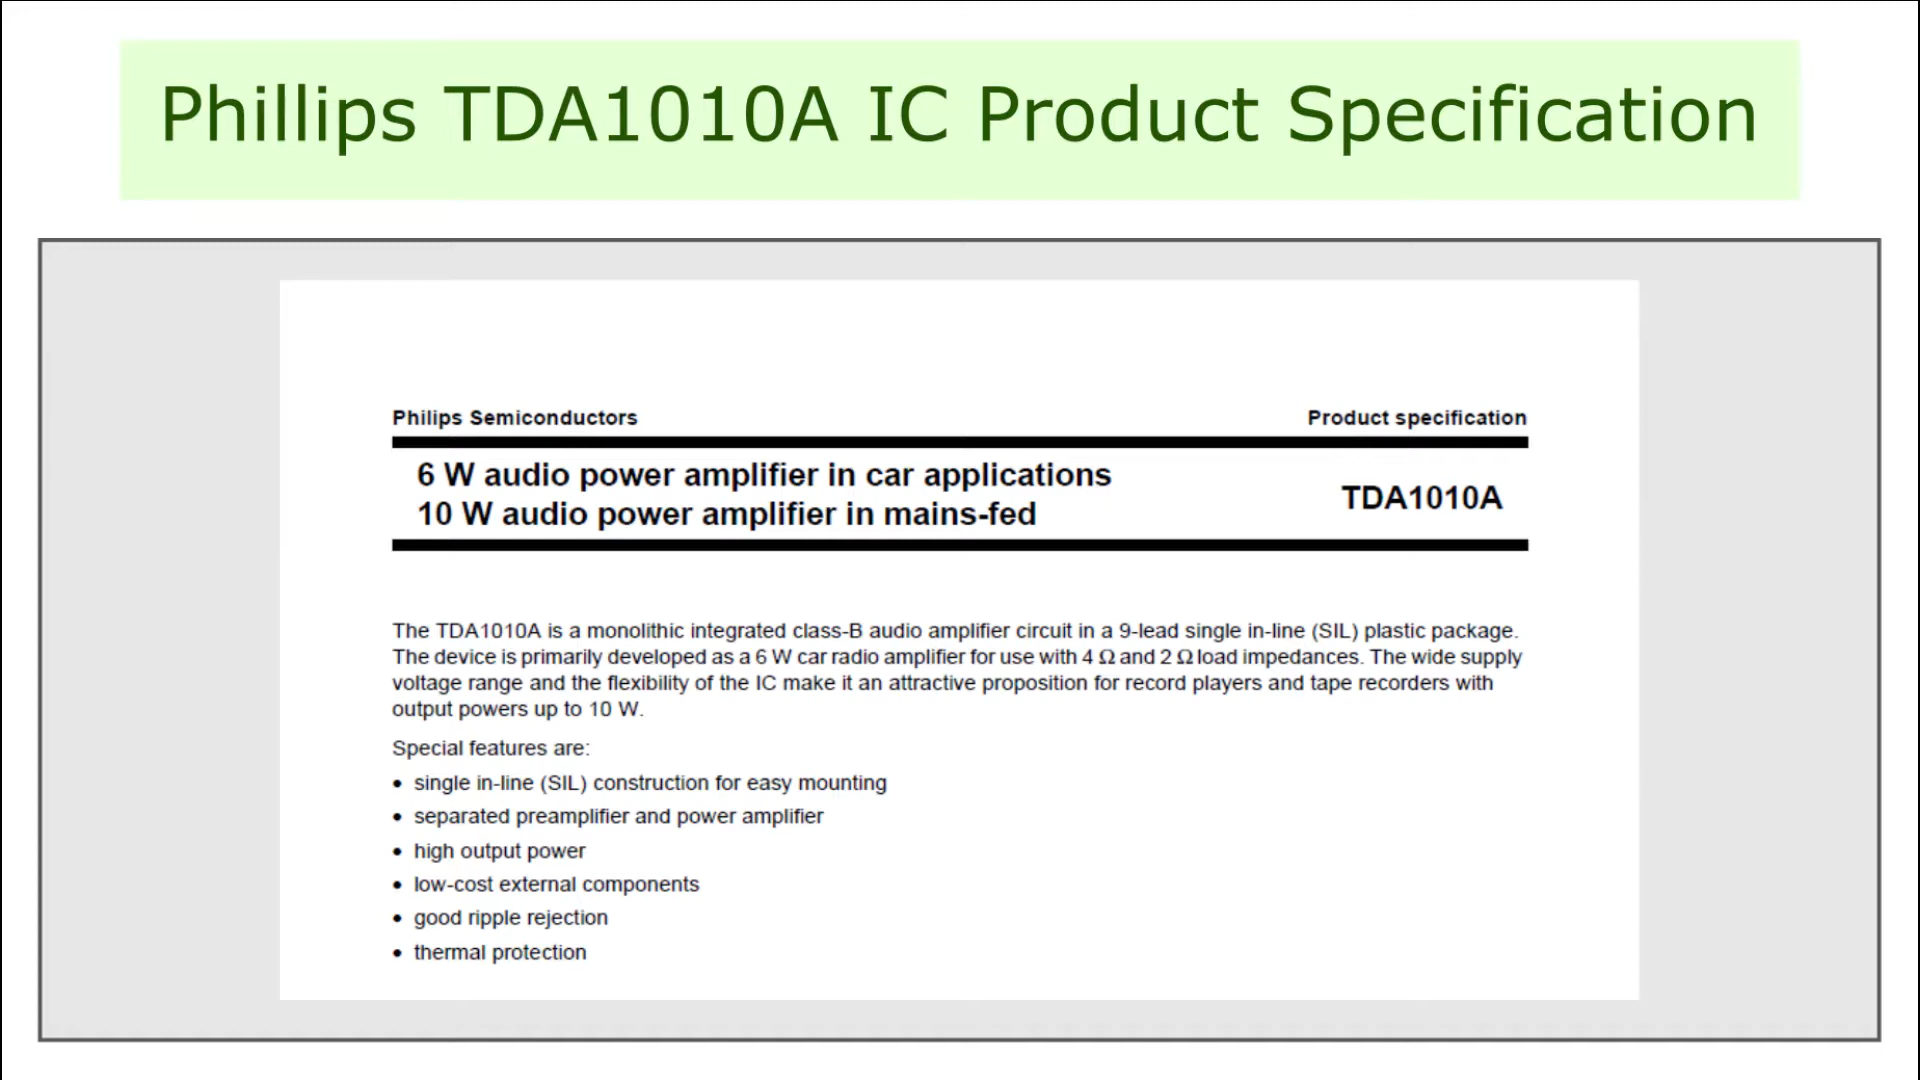 Phillips TDA1010A IC Product Specification
Philips Semiconductors
Product specification
6 W audio power amplifier in car applications
10 W audio power amplifier in mains-fed
TDA1010A
The TDA1010A is a monolithic integrated class-B audio amplifier circuit in a 9-lead single in-line (SIL) plastic package.
The device is primarily developed as a 6 W car radio amplifier for use with 4 Ω and 2 Ω load impedances. The wide supply
voltage range and the flexibility of the IC make it an attractive proposition for record players and tape recorders with
output powers up to 10 W.
Special features are:
• single in-line (SIL) construction for easy mounting
• separated preamplifier and power amplifier
• high output power
• low-cost external components
• good ripple rejection
• thermal protection